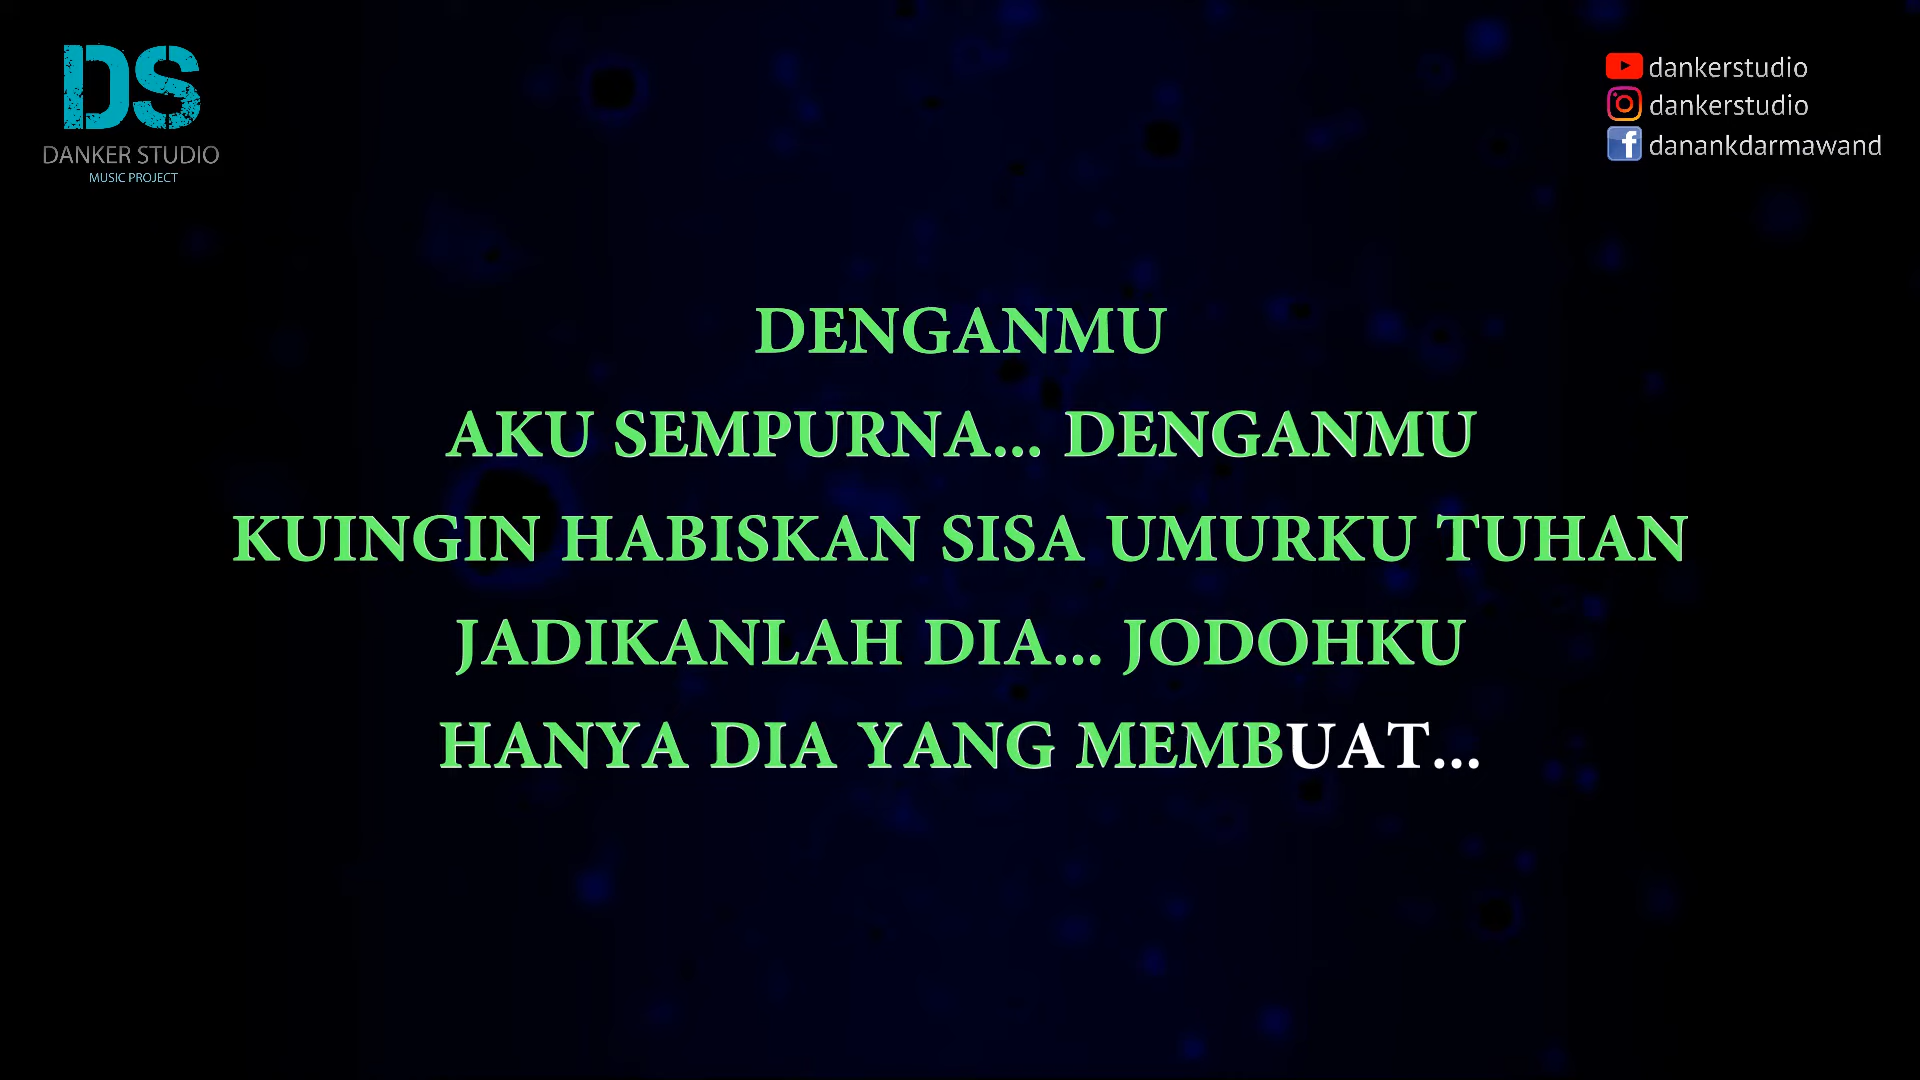 DS
DANKER STUDIO
MUSIC PROJECT
dankerstudio
dankerstudio
f danankdarmawand
DENGANMU
AKU SEMPURNA... DENGANMU
KUINGIN HABISKAN SISA UMURKU TUHAN
JADIKANLAH DIA... JODOHKU
HANYA DIA YANG MEMBUAT...